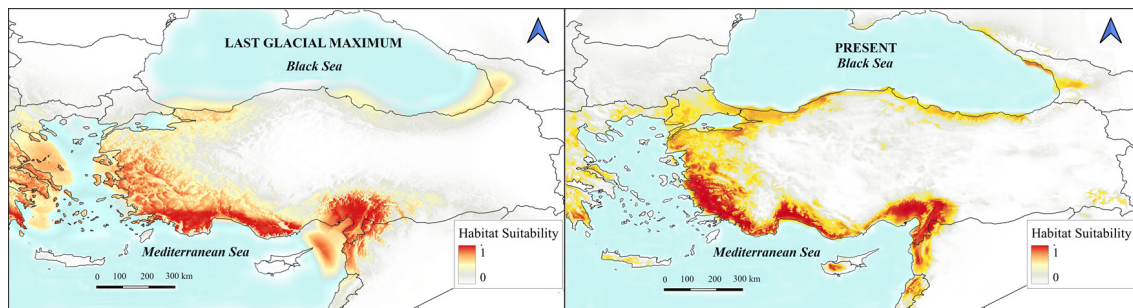 LAST GLACIAL MAXIMUM
Black Sea
Mediterranean Sea
0 100 200 300 km
Habitat Suitability
1
0
PRESENT
Black Sea
Mediterranean Sea
0 100 200 300 km
Habitat Suitability
1
0